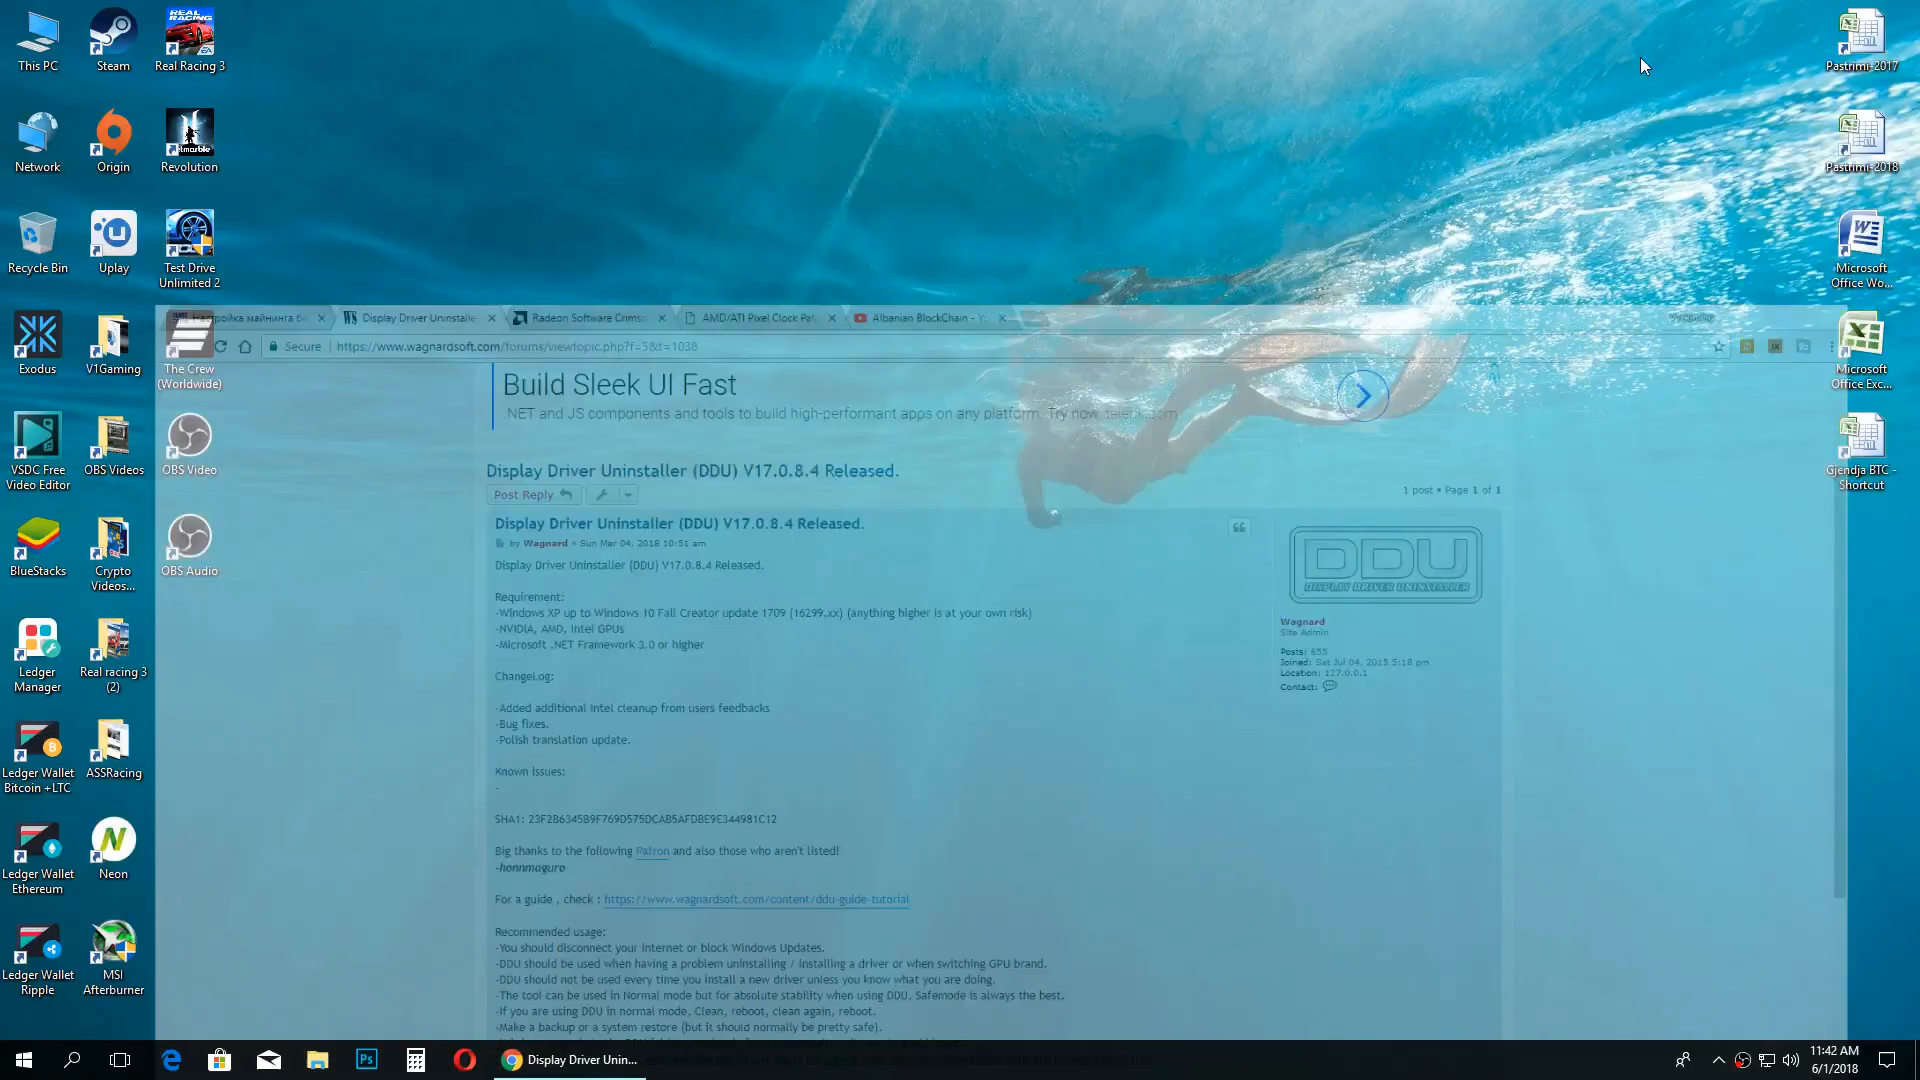 This PC
Steam
Real Racing 3
Network
Origin
Revolution
Recycle Bin
Uplay
Test Drive
Unlimited 2
Exodus
V1Gaming
The Crew
(Worldwide)
VSDC Free
Video Editor
OBS Videos
OBS Video
BlueStacks
Crypto
Videos...
OBS Audio
Ledger
Manager
Real racing 3
(2)
Ledger Wallet
Bitcoin +LTC
ASSRacing
Ledger Wallet
Ethereum
Neon
Ledger Wallet
Ripple
MSI
Afterburner
Pastrimi-2017
Pastrimi-2018
Microsoft
Office Wo...
Microsoft
Office Exc...
Gjendja BTC -
Shortcut
Настройка майнинга
Display Driver Uninstalle
Radeon Software Crimso
AMD/ATI Pixel Clock Pat
Albanian BlockChain - Yo
Secure https://www.wagnardsoft.com/forums/viewtopic.php?f=5&t=1038
Build Sleek UI Fast
.NET and JS components and tools to build high-performant apps on any platform. Try now. telerik.com
Display Driver Uninstaller (DDU) V17.0.8.4 Released.
Post Reply
1 post • Page 1 of 1
Display Driver Uninstaller (DDU) V17.0.8.4 Released.
by Wagnard » Sun Mar 04, 2018 10:51 am
Display Driver Uninstaller (DDU) V17.0.8.4 Released.
Requirement:
-Windows XP up to Windows 10 Fall Creator update 1709 (16299.xx) (anything higher is at your own risk)
-NVIDIA, AMD, Intel GPUs
-Microsoft .NET Framework 3.0 or higher
ChangeLog:
-Added additional Intel cleanup from users feedbacks
-Bug fixes.
-Polish translation update.
Known issues:
-
SHA1: 23F2B6345B9F769D575DCAB5AFDBE9E344981C12
Big thanks to the following Patron and also those who aren't listed!
-honnmaguro
For a guide , check : https://www.wagnardsoft.com/content/ddu-guide-tutorial
Recommended usage:
-You should disconnect your internet or block Windows Updates.
-DDU should be used when having a problem uninstalling / installing a driver or when switching GPU brand.
-DDU should not be used every time you install a new driver unless you know what you are doing.
-The tool can be used in Normal mode but for absolute stability when using DDU, Safemode is always the best.
-If you are using DDU in normal mode, Clean, reboot, clean again, reboot.
-Make a backup or a system restore (but it should normally be pretty safe).
DDU
DISPLAY DRIVER UNINSTALLER
Wagnard
Site Admin
Posts: 655
Joined: Sat Jul 04, 2015 5:18 pm
Location: 127.0.0.1
Contact:
Display Driver Unin...
11:42 AM
6/1/2018